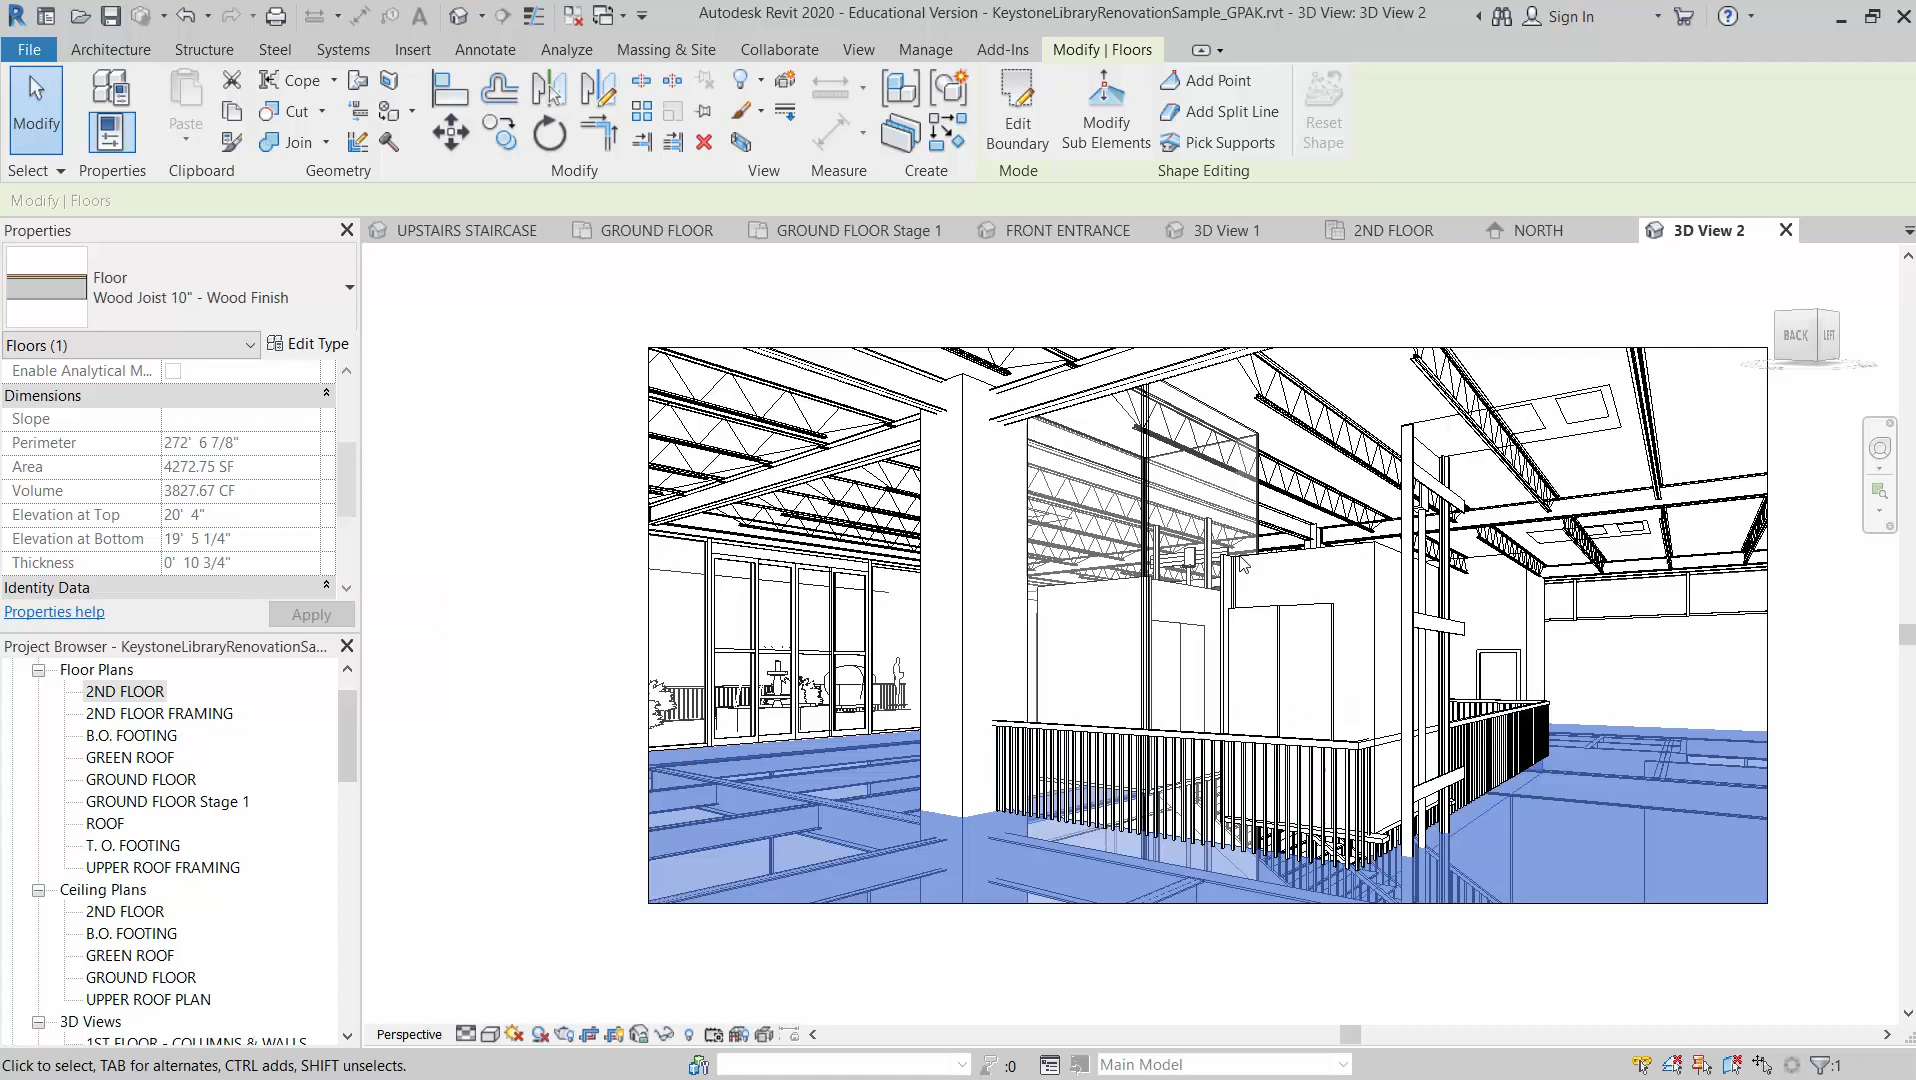 Autodesk Revit 2020 - Educational Version - KeystoneLibraryRenovationSample_GPAK.rvt - 3D View: 3D View 2
Sign In
File Architecture Structure Steel Systems Insert Annotate Analyze Massing & Site Collaborate View Manage Add-Ins Modify | Floors
Modify
Paste
Cope
Cut
Join
Edit
Boundary
Modify
Sub Elements
Add Point
Add Split Line
Pick Supports
Reset
Shape
Select Properties Clipboard Geometry Modify View Measure Create Mode Shape Editing
Modify | Floors
Properties
UPSTAIRS STAIRCASE GROUND FLOOR GROUND FLOOR Stage 1 FRONT ENTRANCE 3D View 1 2ND FLOOR NORTH 3D View 2
Floor
Wood Joist 10" - Wood Finish
Floors (1) Edit Type
Enable Analytical M...
Dimensions
Slope
Perimeter 272' 6 7/8"
Area 4272.75 SF
Volume 3827.67 CF
Elevation at Top 20' 4"
Elevation at Bottom 19' 5 1/4"
Thickness 0' 10 3/4"
Identity Data
Properties help Apply
Project Browser - KeystoneLibraryRenovationSa...
Floor Plans
2ND FLOOR
2ND FLOOR FRAMING
B.O. FOOTING
GREEN ROOF
GROUND FLOOR
GROUND FLOOR Stage 1
ROOF
T. O. FOOTING
UPPER ROOF FRAMING
Ceiling Plans
2ND FLOOR
B.O. FOOTING
GREEN ROOF
GROUND FLOOR
UPPER ROOF PLAN
3D Views
1ST FLOOR - COLUMNS & WALLS
BACK LEFT
Perspective
Click to select, TAB for alternates, CTRL adds, SHIFT unselects.
:0
Main Model
:1